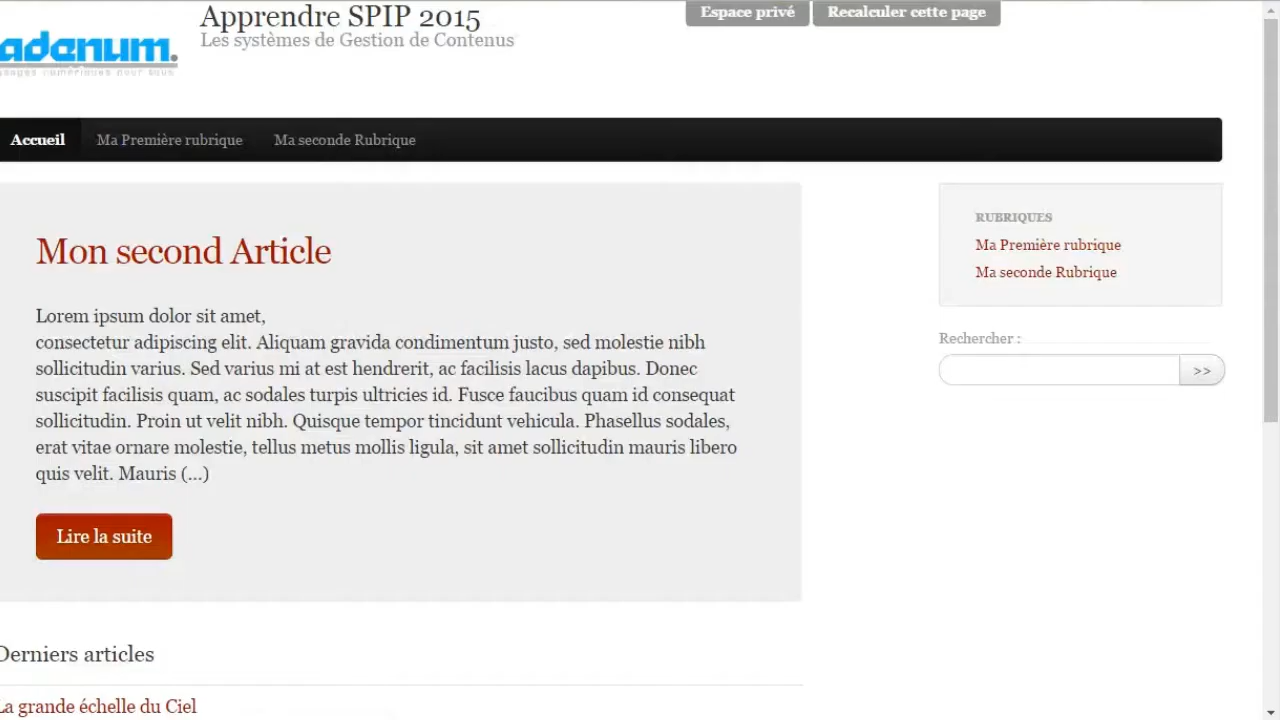 Apprendre SPIP 2015
Les systèmes de Gestion de Contenus
Espace privé
Recalculer cette page
adenum.
usages numériques pour tous
Accueil
Ma Première rubrique
Ma seconde Rubrique
Mon second Article
Lorem ipsum dolor sit amet,
consectetur adipiscing elit. Aliquam gravida condimentum justo, sed molestie nibh
sollicitudin varius. Sed varius mi at est hendrerit, ac facilisis lacus dapibus. Donec
suscipit facilisis quam, ac sodales turpis ultricies id. Fusce faucibus quam id consequat
sollicitudin. Proin ut velit nibh. Quisque tempor tincidunt vehicula. Phasellus sodales,
erat vitae ornare molestie, tellus metus mollis ligula, sit amet sollicitudin mauris libero
quis velit. Mauris (...)
Lire la suite
RUBRIQUES
Ma Première rubrique
Ma seconde Rubrique
Rechercher :
>>
Derniers articles
La grande échelle du Ciel